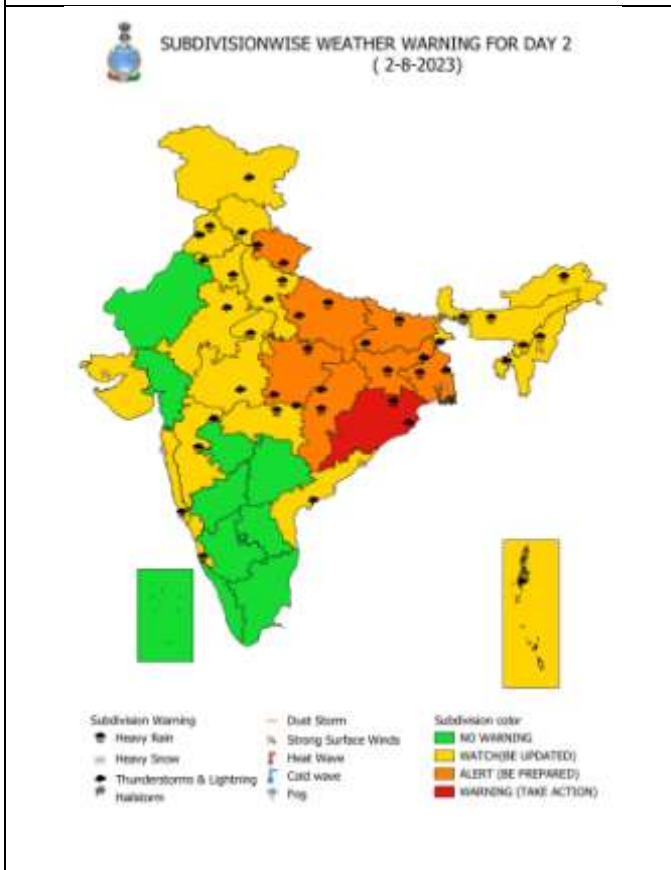 SUBDIVISIONWISE WEATHER WARNING FOR DAY 2
( 2-8-2023)
Subdivision Warning
Heavy Rain
Heavy Snow
Thunderstorms & Lightning
Hailstorm
Dust Storm
Strong Surface Winds
Heat Wave
Cold wave
Fog
Subdivision color
NO WARNING
WATCH(BE UPDATED)
ALERT (BE PREPARED)
WARNING (TAKE ACTION)